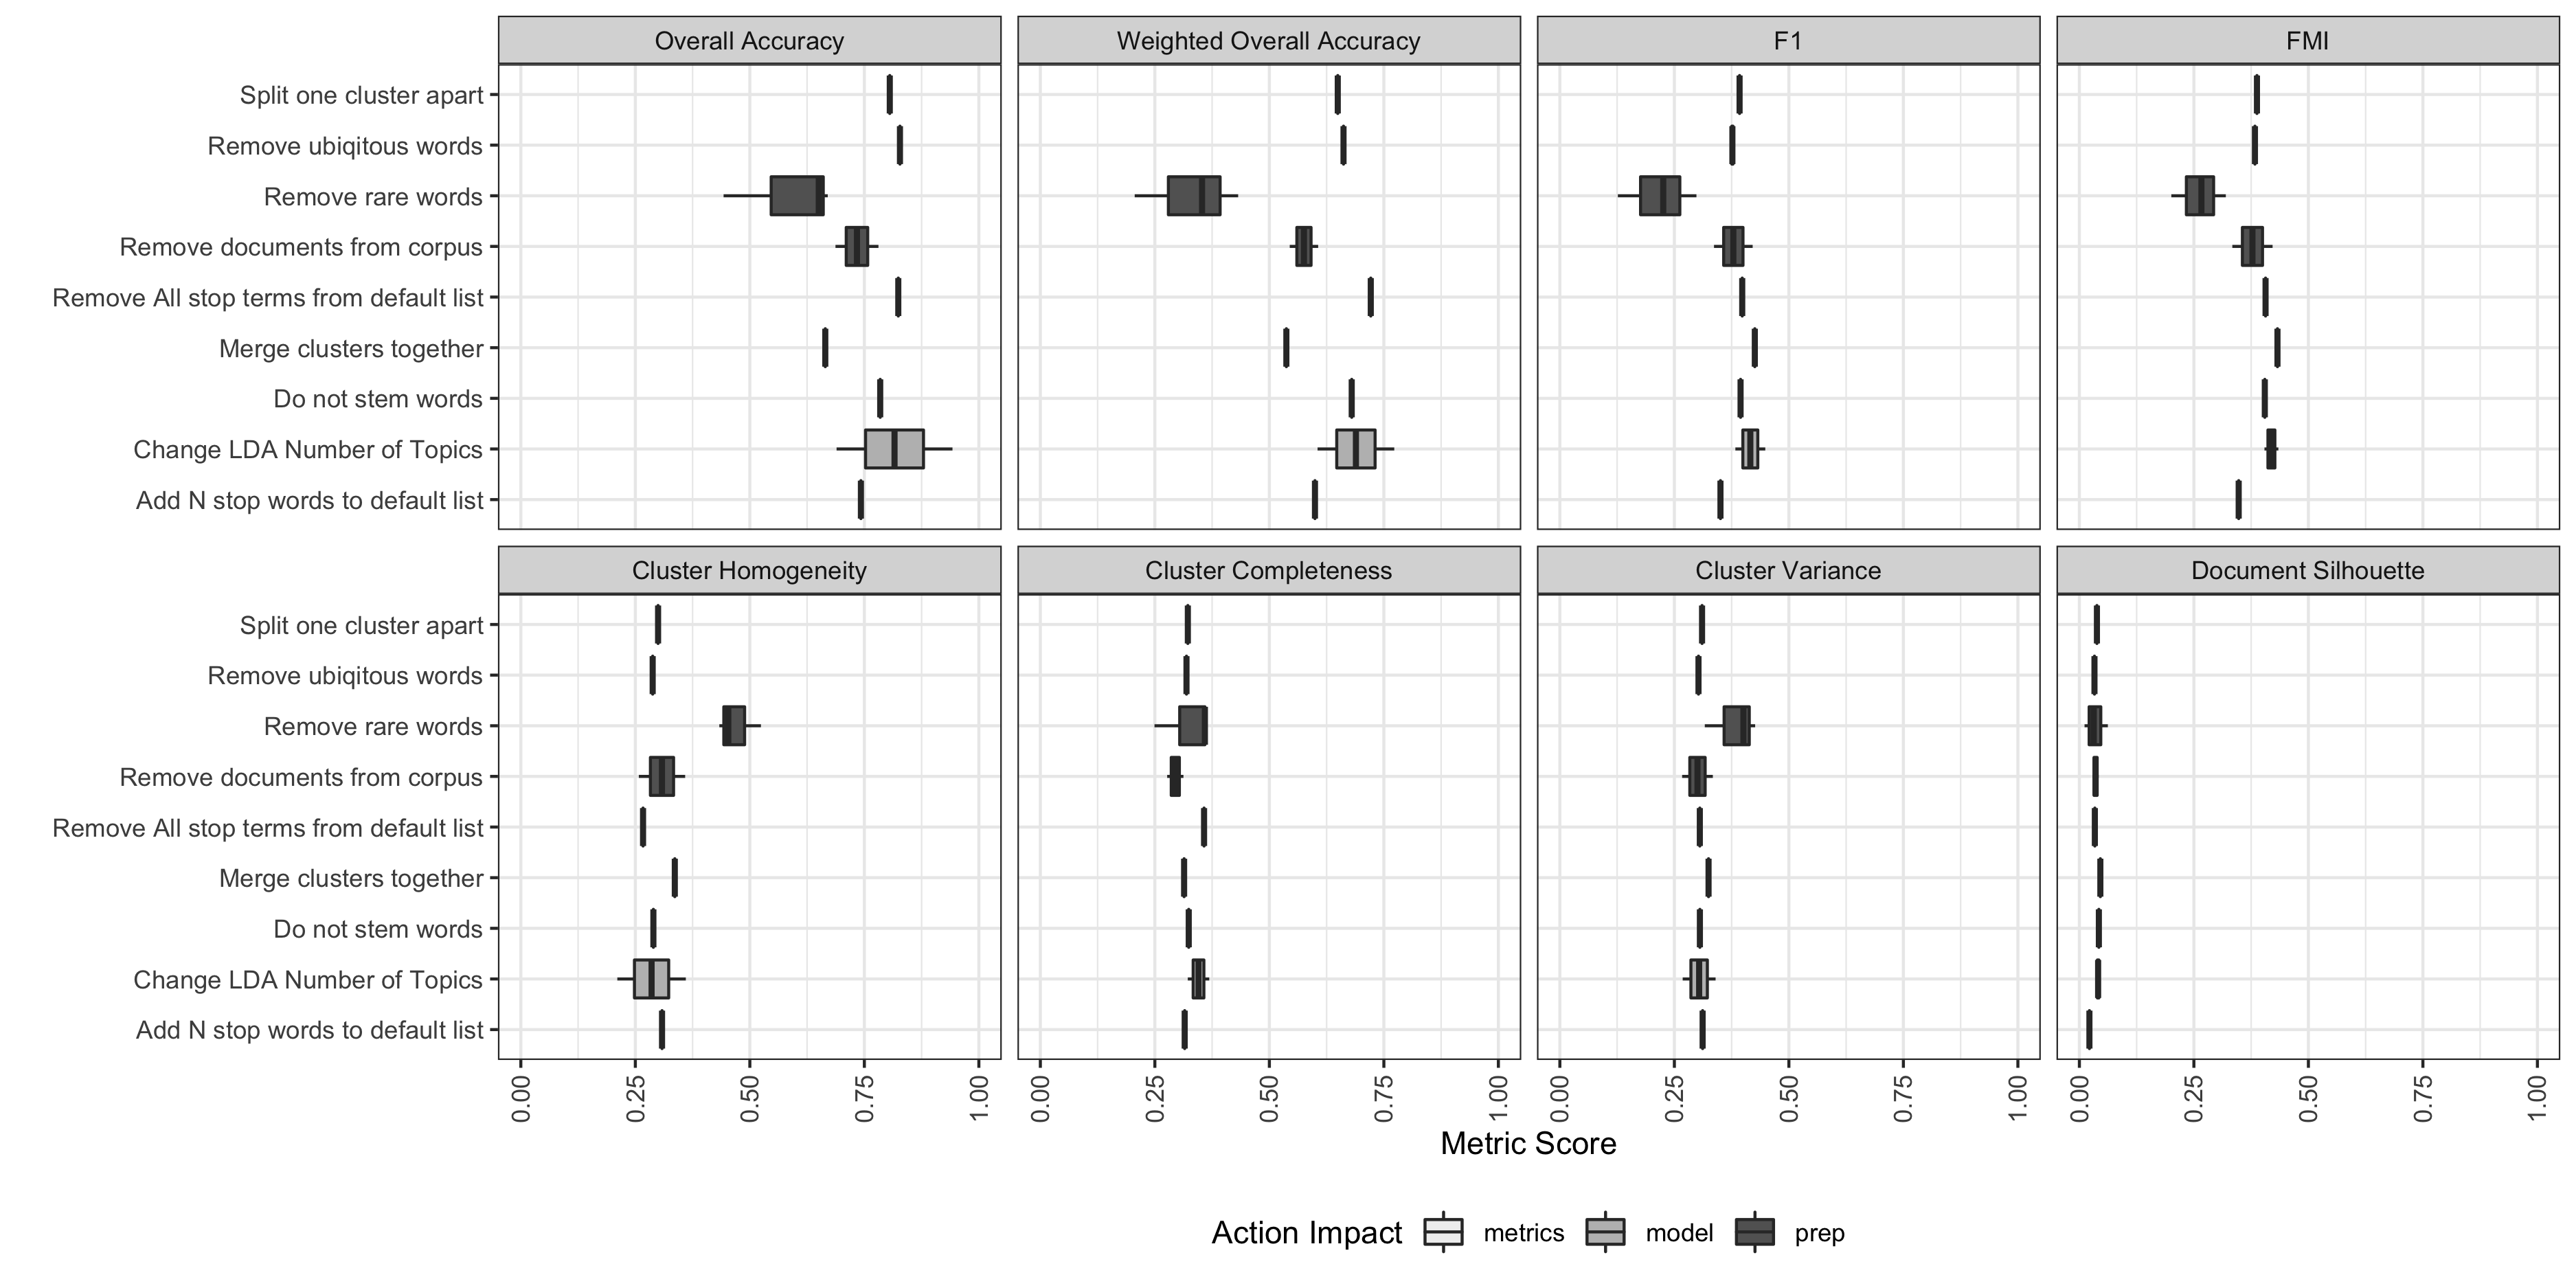 Overall Accuracy Weighted Overall Accuracy F1 FMI
Split one cluster apart
Remove ubiqitous words
Remove rare words
Remove documents from corpus
Remove All stop terms from default list
Merge clusters together
Do not stem words
Change LDA Number of Topics
Add N stop words to default list
Cluster Homogeneity Cluster Completeness Cluster Variance Document Silhouette
Split one cluster apart
Remove ubiqitous words
Remove rare words
Remove documents from corpus
Remove All stop terms from default list
Merge clusters together
Do not stem words
Change LDA Number of Topics
Add N stop words to default list
0.00 0.25 0.50 0.75 1.00 0.00 0.25 0.50 0.75 1.00 0.00 0.25 0.50 0.75 1.00 0.00 0.25 0.50 0.75 1.00
Metric Score
Action Impact metrics model prep